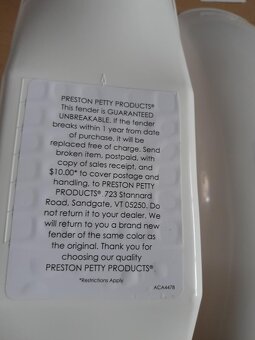 PRESTON PETTY PRODUCTS®
This fender is GUARANTEED
UNBREAKABLE. If the fender
breaks within 1 year from date
of purchase, it will be
replaced free of charge. Send
broken item, postpaid, with
copy of sales receipt, and
$10.00* to cover postage and
handling, to PRESTON PETTY
PRODUCTS® 723 Stannard
Road, Sandgate, VT 05250. Do
not return it to your dealer. We
will return to you a brand new
fender of the same color as
the original. Thank you for
choosing our quality
PRESTON PETTY PRODUCTS®.
*Restrictions Apply
ACA4478